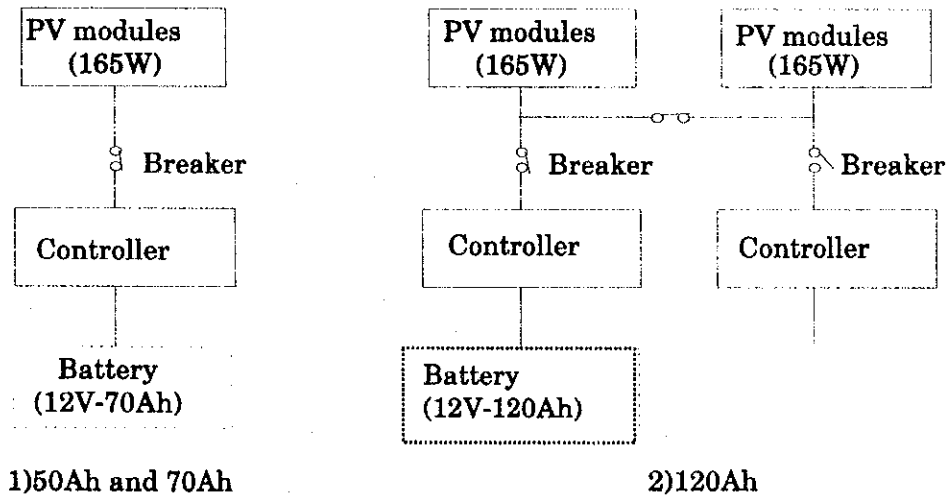 PV modules
(165W)
Breaker
Controller
Battery
(12V-70Ah)
1)50Ah and 70Ah
PV modules
(165W)
PV modules
(165W)
Breaker
Breaker
Controller
Controller
Battery
(12V-120Ah)
2)120Ah